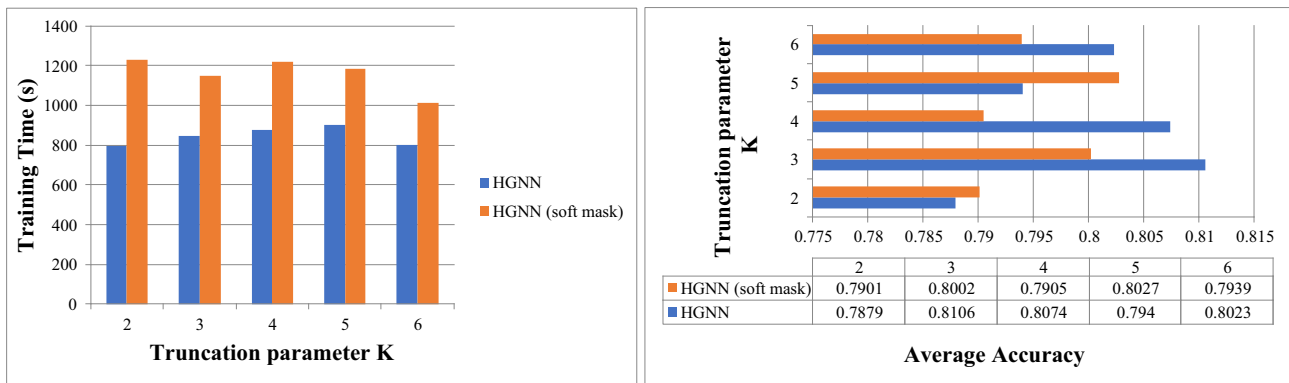 1400
1200
1000
800
600
400
200
0
Training Time (s)
2 3 4 5 6
Truncation parameter K
HGNN
HGNN (soft mask)
Truncation parameter
K
6
5
4
3
2
0.775 0.78 0.785 0.79 0.795 0.8 0.805 0.81 0.815
2 3 4 5 6
HGNN (soft mask) 0.7901 0.8002 0.7905 0.8027 0.7939
HGNN 0.7879 0.8106 0.8074 0.794 0.8023
Average Accuracy